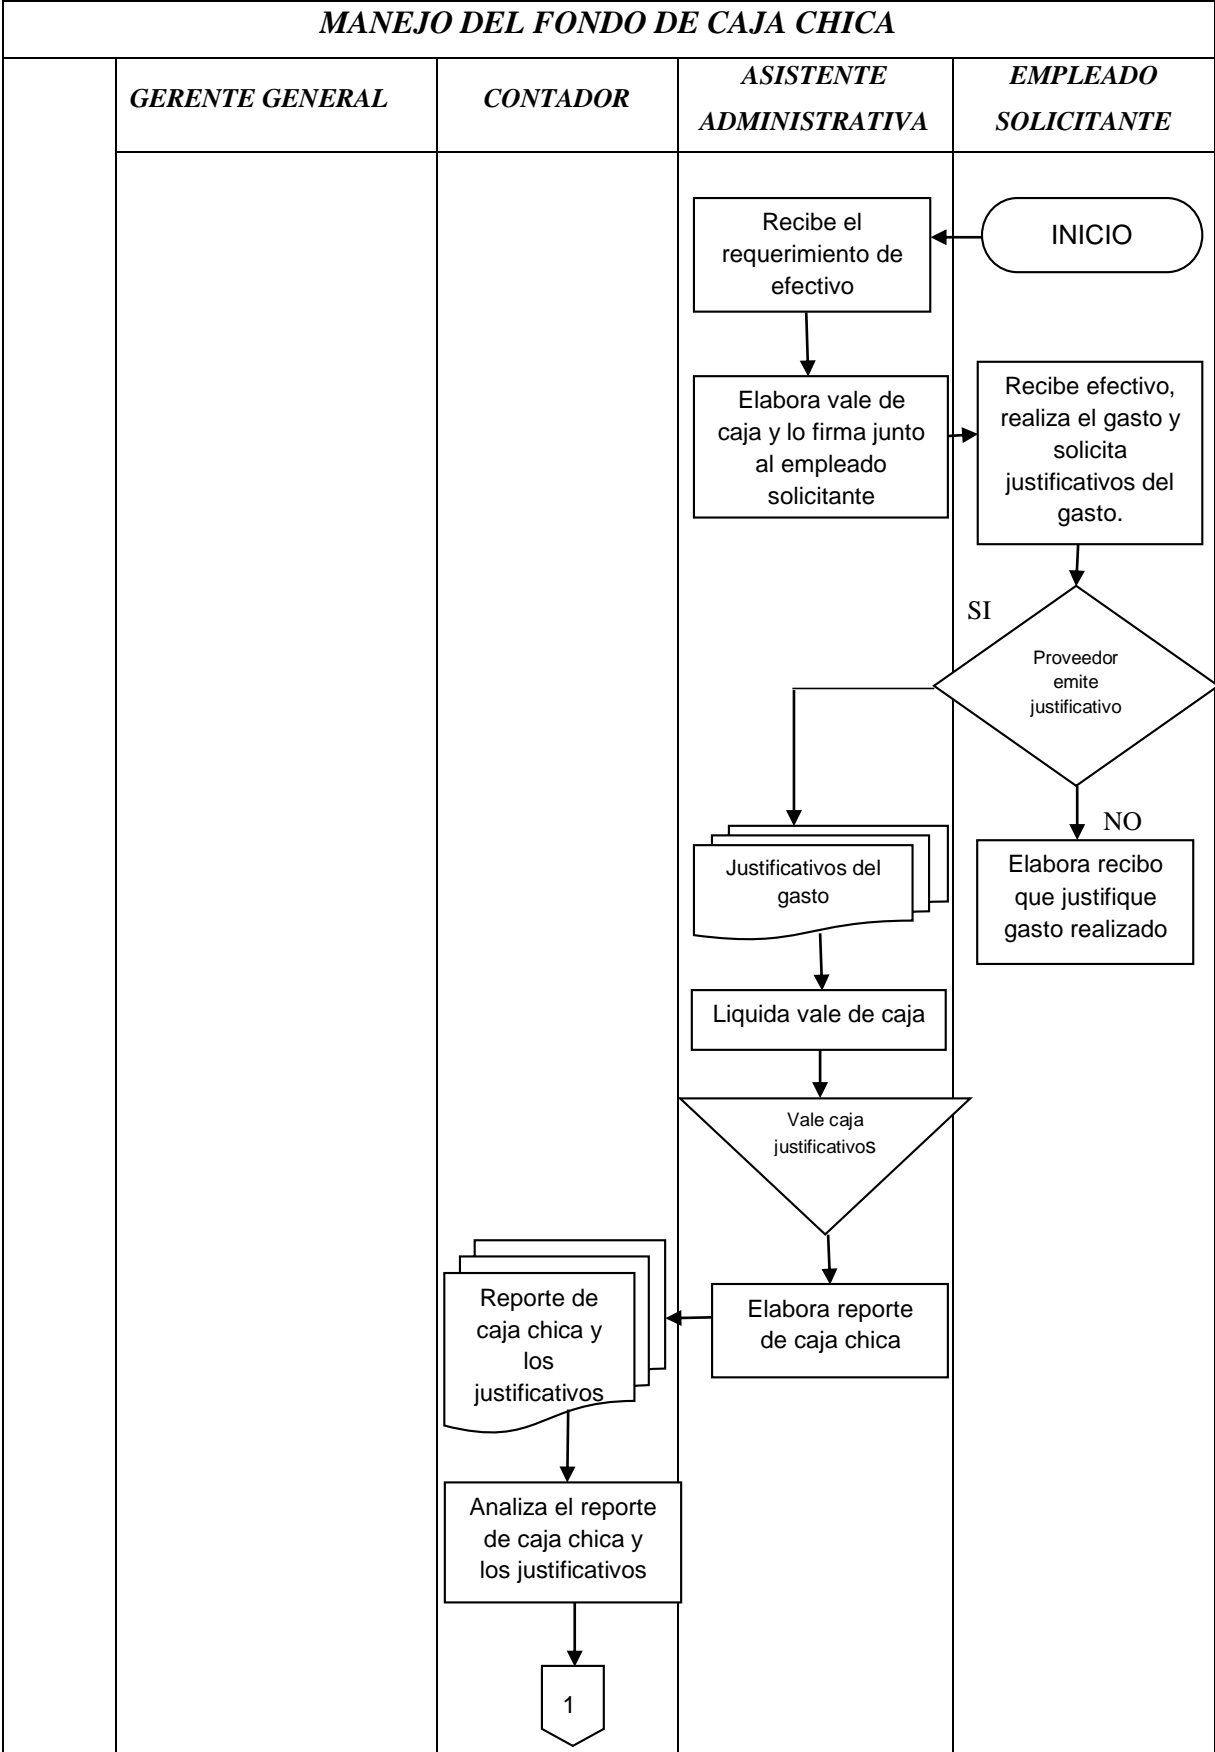 MANEJO DEL FONDO DE CAJA CHICA
GERENTE GENERAL
CONTADOR
ASISTENTE
ADMINISTRATIVA
EMPLEADO
SOLICITANTE
INICIO
Recibe el
requerimiento de
efectivo
Elabora vale de
caja y lo firma junto
al empleado
solicitante
Recibe efectivo,
realiza el gasto y
solicita
justificativos del
gasto.
SI
Proveedor
emite
justificativo
NO
Elabora recibo
que justifique
gasto realizado
Justificativos del
gasto
Liquida vale de caja
Vale caja
justificativos
Elabora reporte
de caja chica
Reporte de
caja chica y
los
justificativos
Analiza el reporte
de caja chica y
los justificativos
1